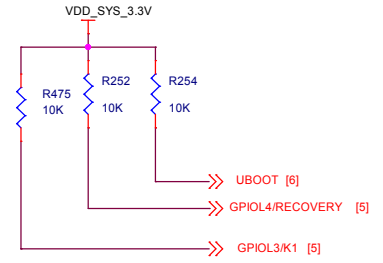 VDD_SYS_3.3V
R475
10K
R252
10K
R254
10K
UBOOT [6]
GPIOL4/RECOVERY [5]
GPIOL3/K1 [5]